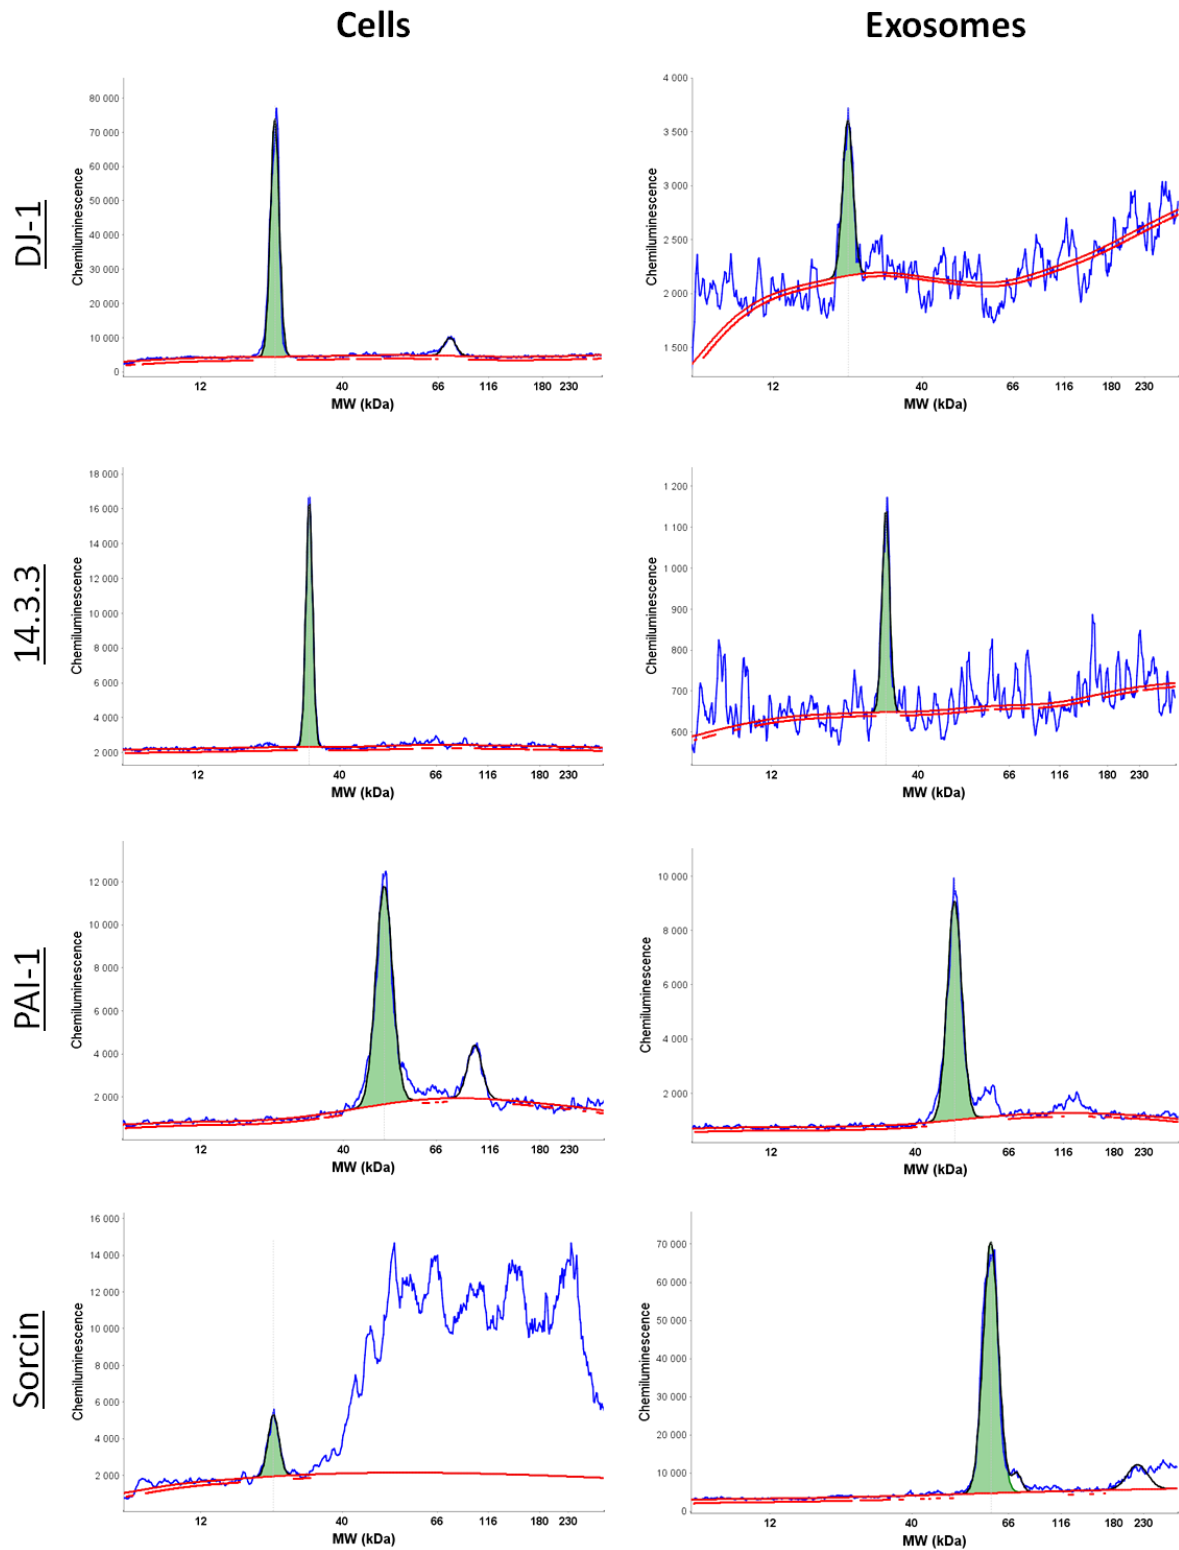 Cells Exosomes
DJ-1
Chemiluminescence
80 000
70 000
60 000
50 000
40 000
30 000
20 000
10 000
0
12 40 66 116 180 230
MW (kDa)
Chemiluminescence
4 000
3 500
3 000
2 500
2 000
1 500
12 40 66 116 180 230
MW (kDa)
14.3.3
Chemiluminescence
18 000
16 000
14 000
12 000
10 000
8 000
6 000
4 000
2 000
12 40 66 116 180 230
MW (kDa)
Chemiluminescence
1 200
1 100
1 000
900
800
700
600
12 40 66 116 180 230
MW (kDa)
PAI-1
Chemiluminescence
12 000
10 000
8 000
6 000
4 000
2 000
12 40 66 116 180 230
MW (kDa)
Chemiluminescence
10 000
8 000
6 000
4 000
2 000
12 40 66 116 180 230
MW (kDa)
Sorcin
Chemiluminescence
16 000
14 000
12 000
10 000
8 000
6 000
4 000
2 000
12 40 66 116 180 230
MW (kDa)
Chemiluminescence
70 000
60 000
50 000
40 000
30 000
20 000
10 000
0
12 40 66 116 180 230
MW (kDa)